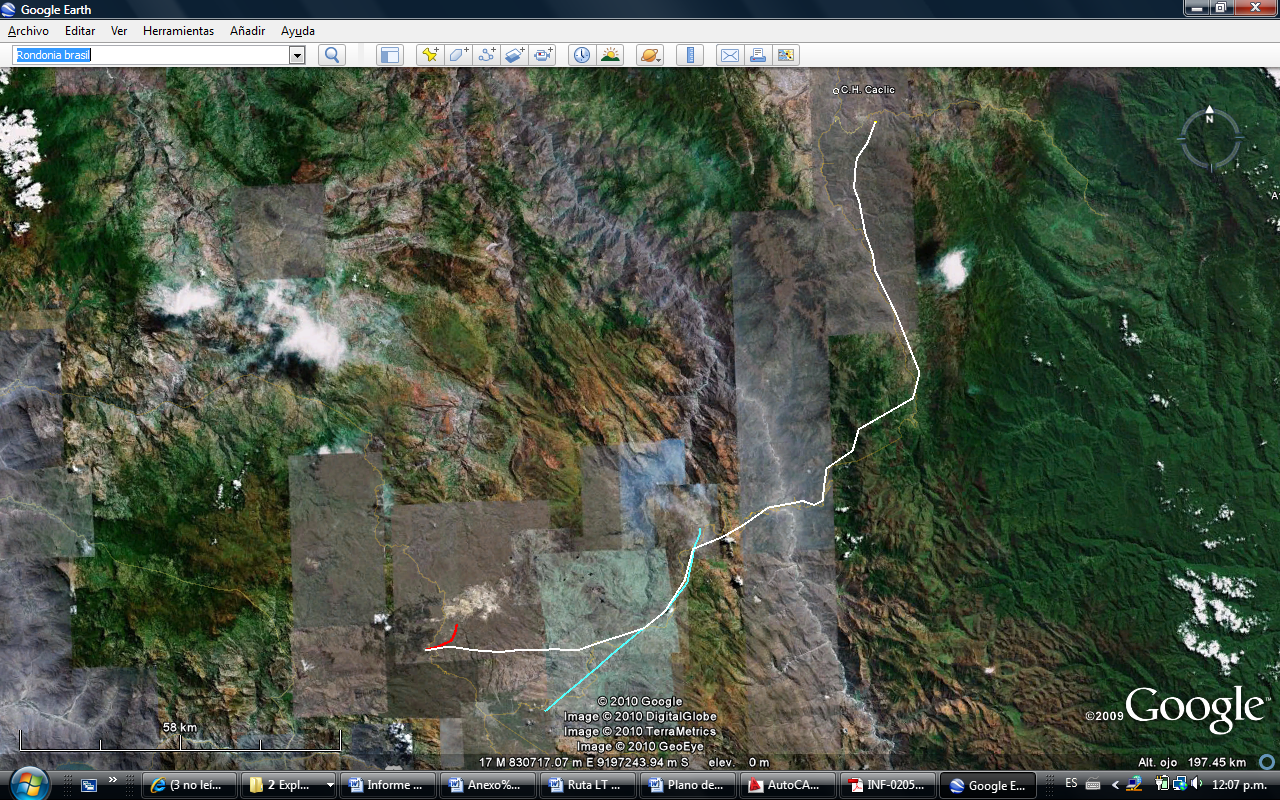 Google Earth
Archivo Editar Ver Herramientas Añadir Ayuda
Rondonia brasil
C.H. Caclic
N
58 km
© 2010 Google
Image © 2010 DigitalGlobe
Image © 2010 TerraMetrics
Image © 2010 GeoEye
©2009 Google™
17 M 830717.07 m E 9197243.94 m S elev. 0 m
Alt. ojo 197.45 km
(3 no leí... 2 Expl... Informe ... Anexo%... Ruta LT ... Plano de... AutoCA... INF-0205... Google E... ES 12:07 p.m.